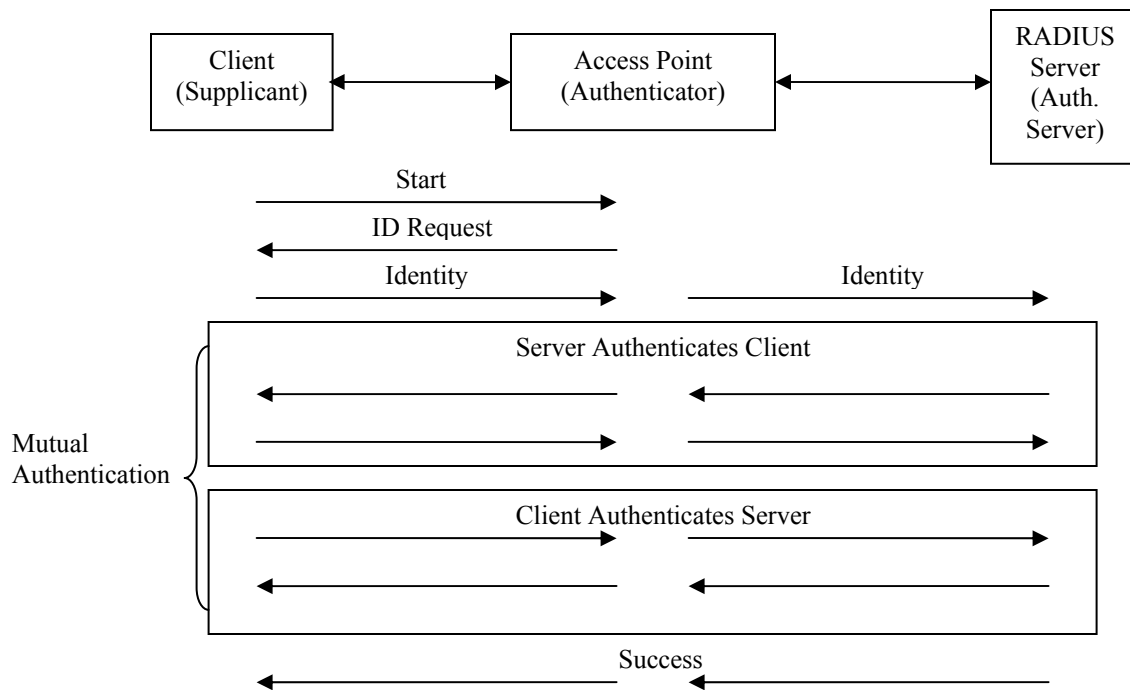 Client
(Supplicant)
Access Point
(Authenticator)
RADIUS
Server
(Auth.
Server)
Start
ID Request
Identity
Identity
Server Authenticates Client
Mutual
Authentication
Client Authenticates Server
Success